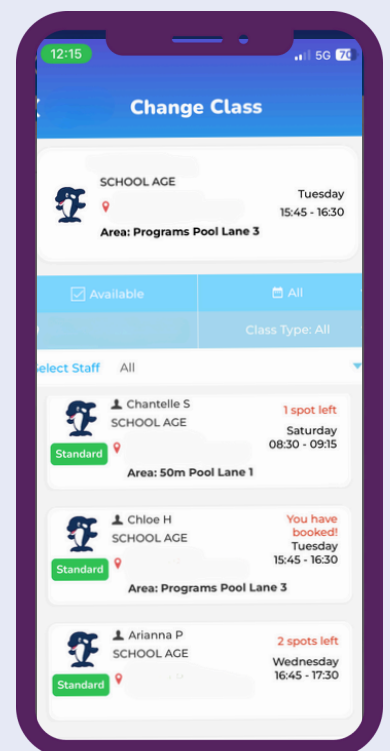 12:15
5G 70
Change Class
SCHOOL AGE
Tuesday
15:45 - 16:30
Area: Programs Pool Lane 3
Available
All
Class Type: All
Select Staff All
Chantelle S
SCHOOL AGE
1 spot left
Saturday
08:30 - 09:15
Standard
Area: 50m Pool Lane 1
Chloe H
SCHOOL AGE
You have
booked!
Tuesday
15:45 - 16:30
Standard
Area: Programs Pool Lane 3
Arianna P
SCHOOL AGE
2 spots left
Wednesday
16:45 - 17:30
Standard